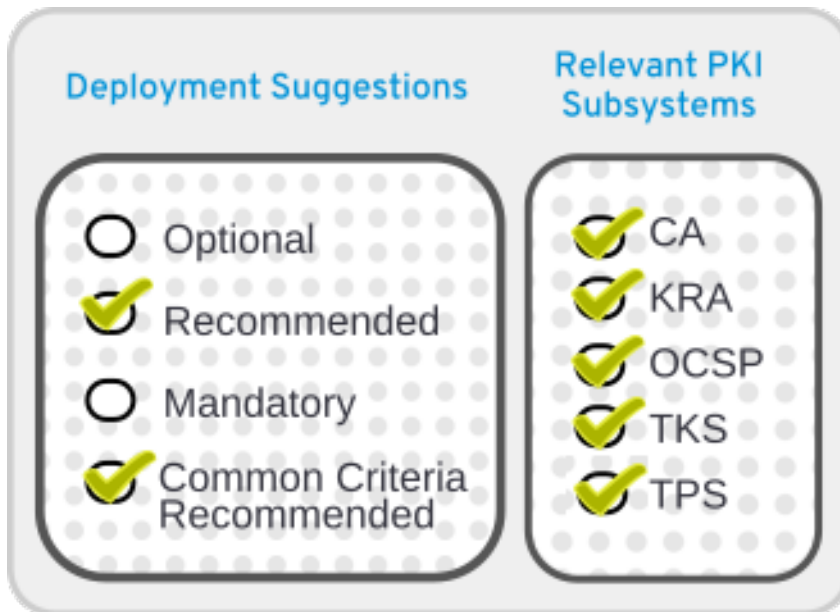 Deployment Suggestions
Relevant PKI
Subsystems
Optional
Recommended
Mandatory
Common Criteria
Recommended
CA
KRA
OCSP
TKS
TPS